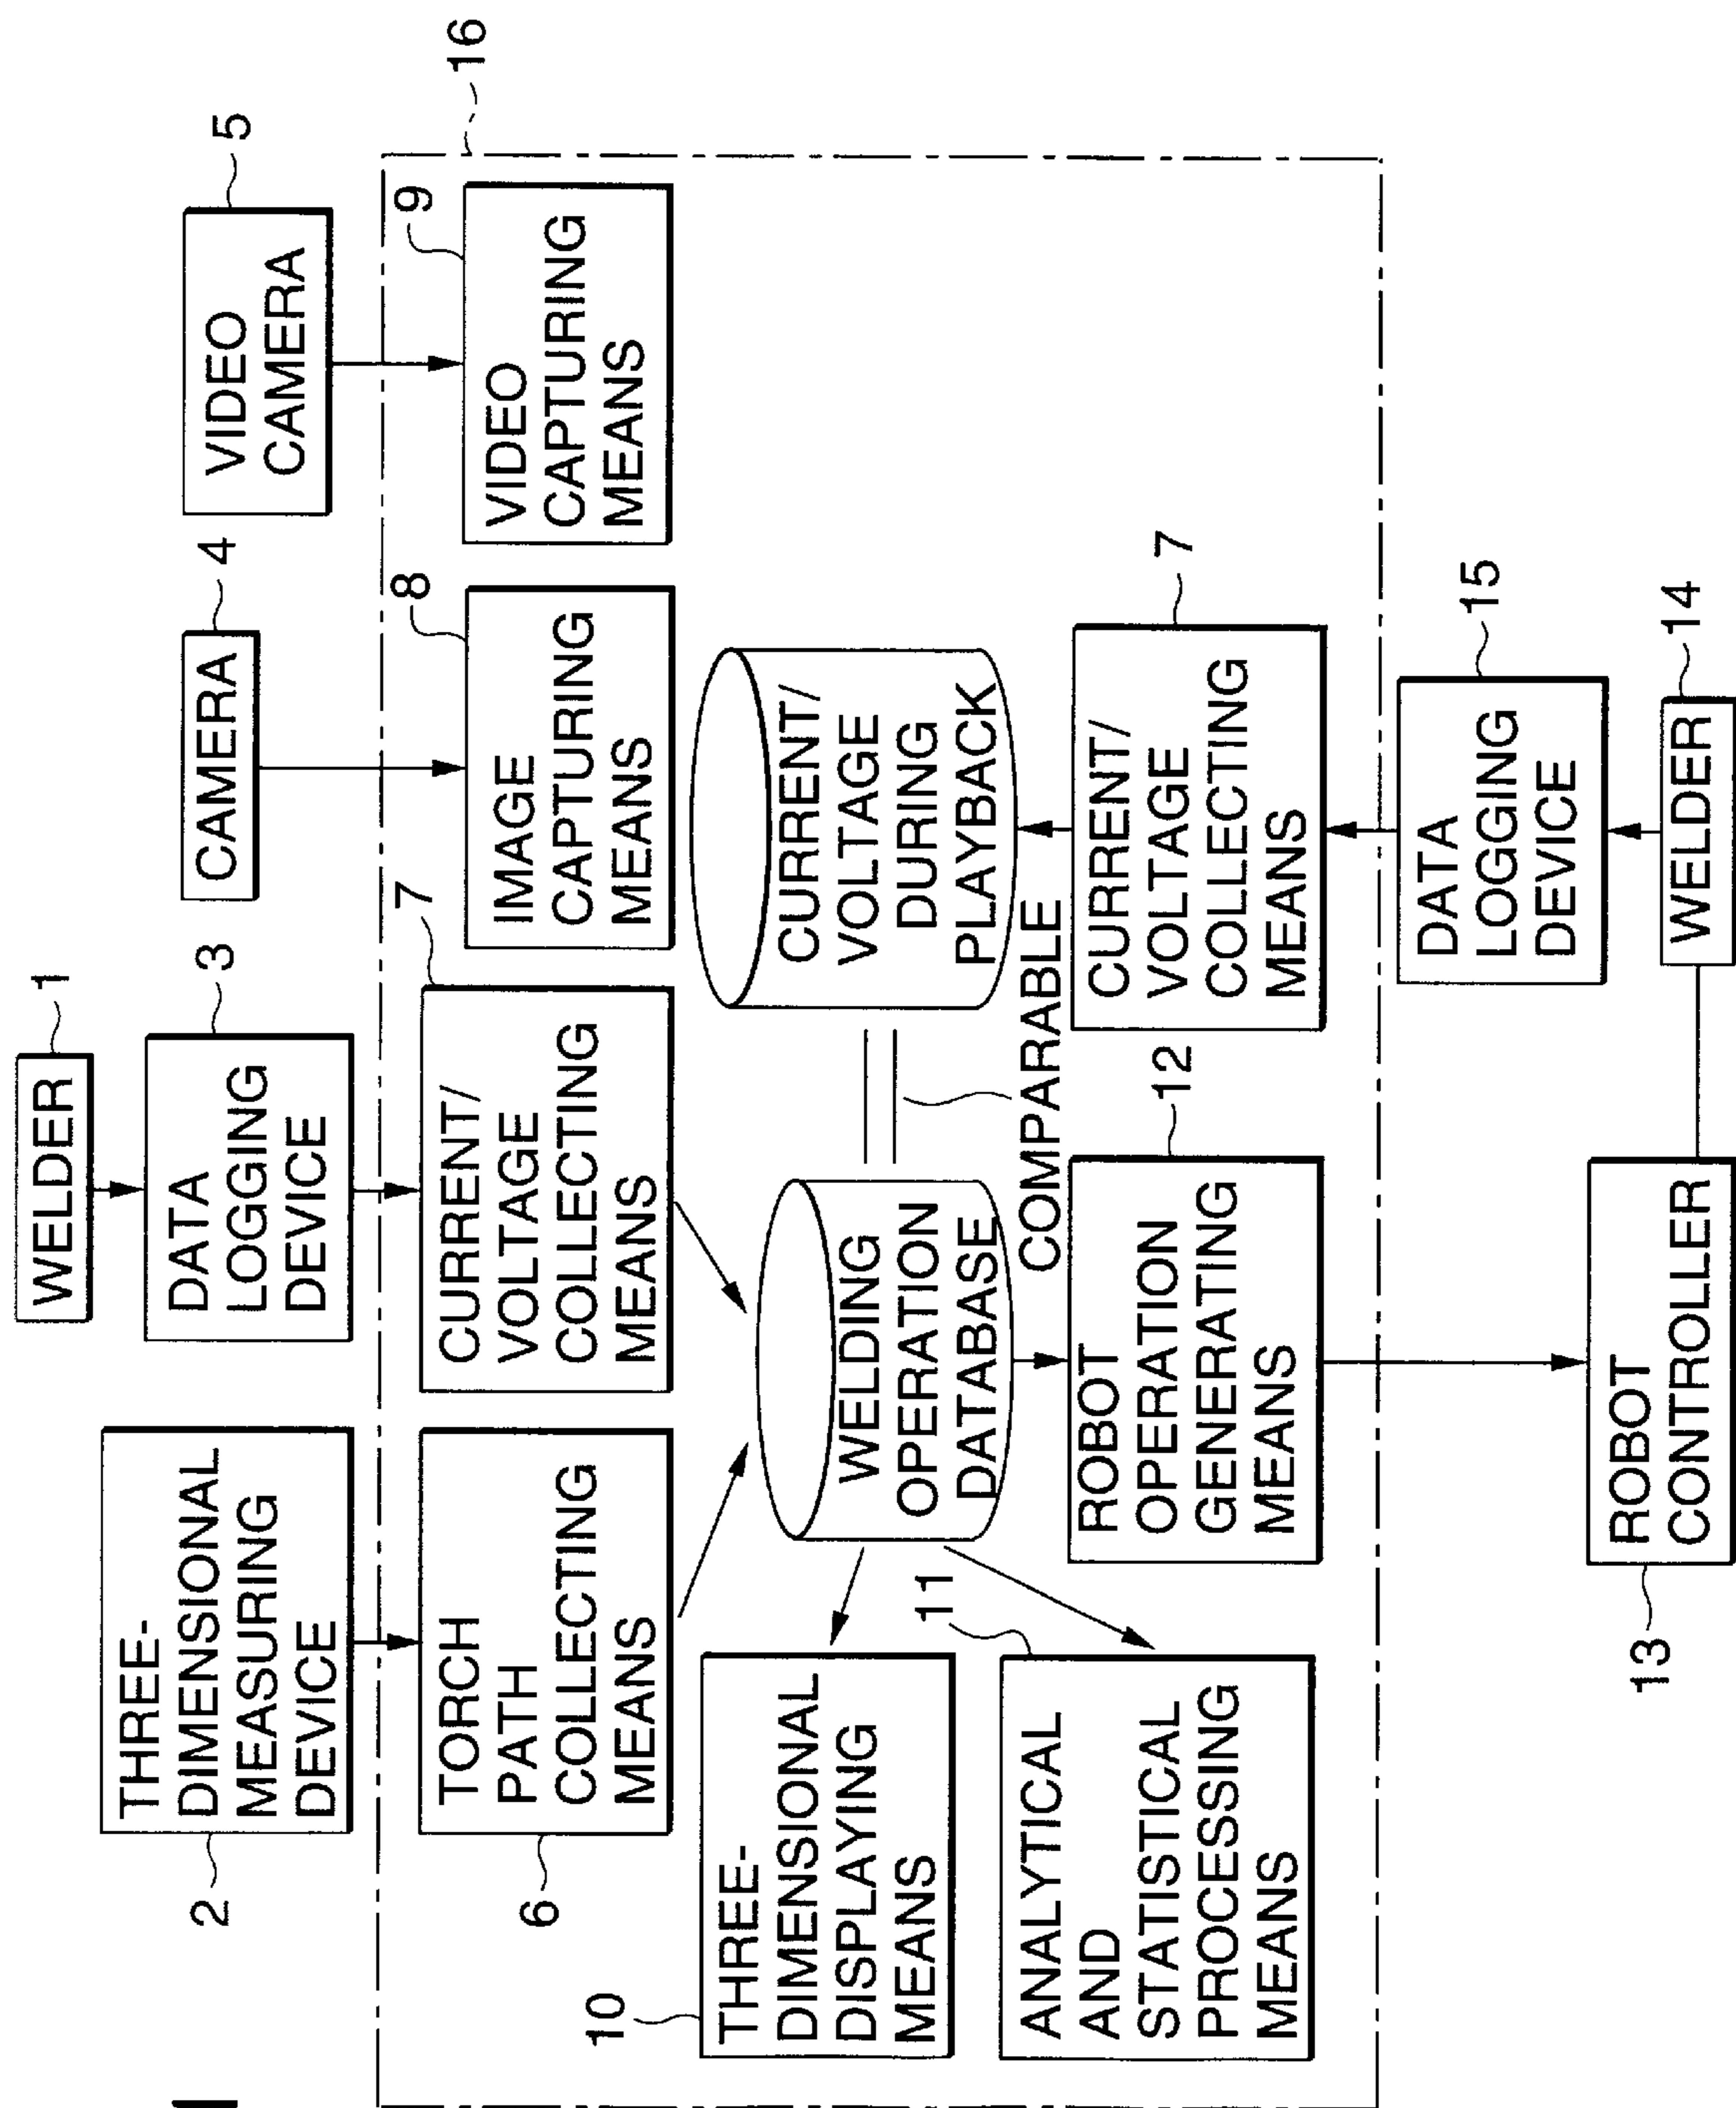 1
WELDER
2
THREE-
DIMENSIONAL
MEASURING
DEVICE
3
DATA
LOGGING
DEVICE
4
CAMERA
5
VIDEO
CAMERA
16
6
TORCH
PATH
COLLECTING
MEANS
7
CURRENT/
VOLTAGE
COLLECTING
MEANS
8
IMAGE
CAPTURING
MEANS
9
VIDEO
CAPTURING
MEANS
10
THREE-
DIMENSIONAL
DISPLAYING
MEANS
WELDING
OPERATION
DATABASE
COMPARABLE
CURRENT/
VOLTAGE
DURING
PLAYBACK
11
ANALYTICAL
AND
STATISTICAL
PROCESSING
MEANS
12
ROBOT
OPERATION
GENERATING
MEANS
7
CURRENT/
VOLTAGE
COLLECTING
MEANS
15
DATA
LOGGING
DEVICE
13
ROBOT
CONTROLLER
14
WELDER